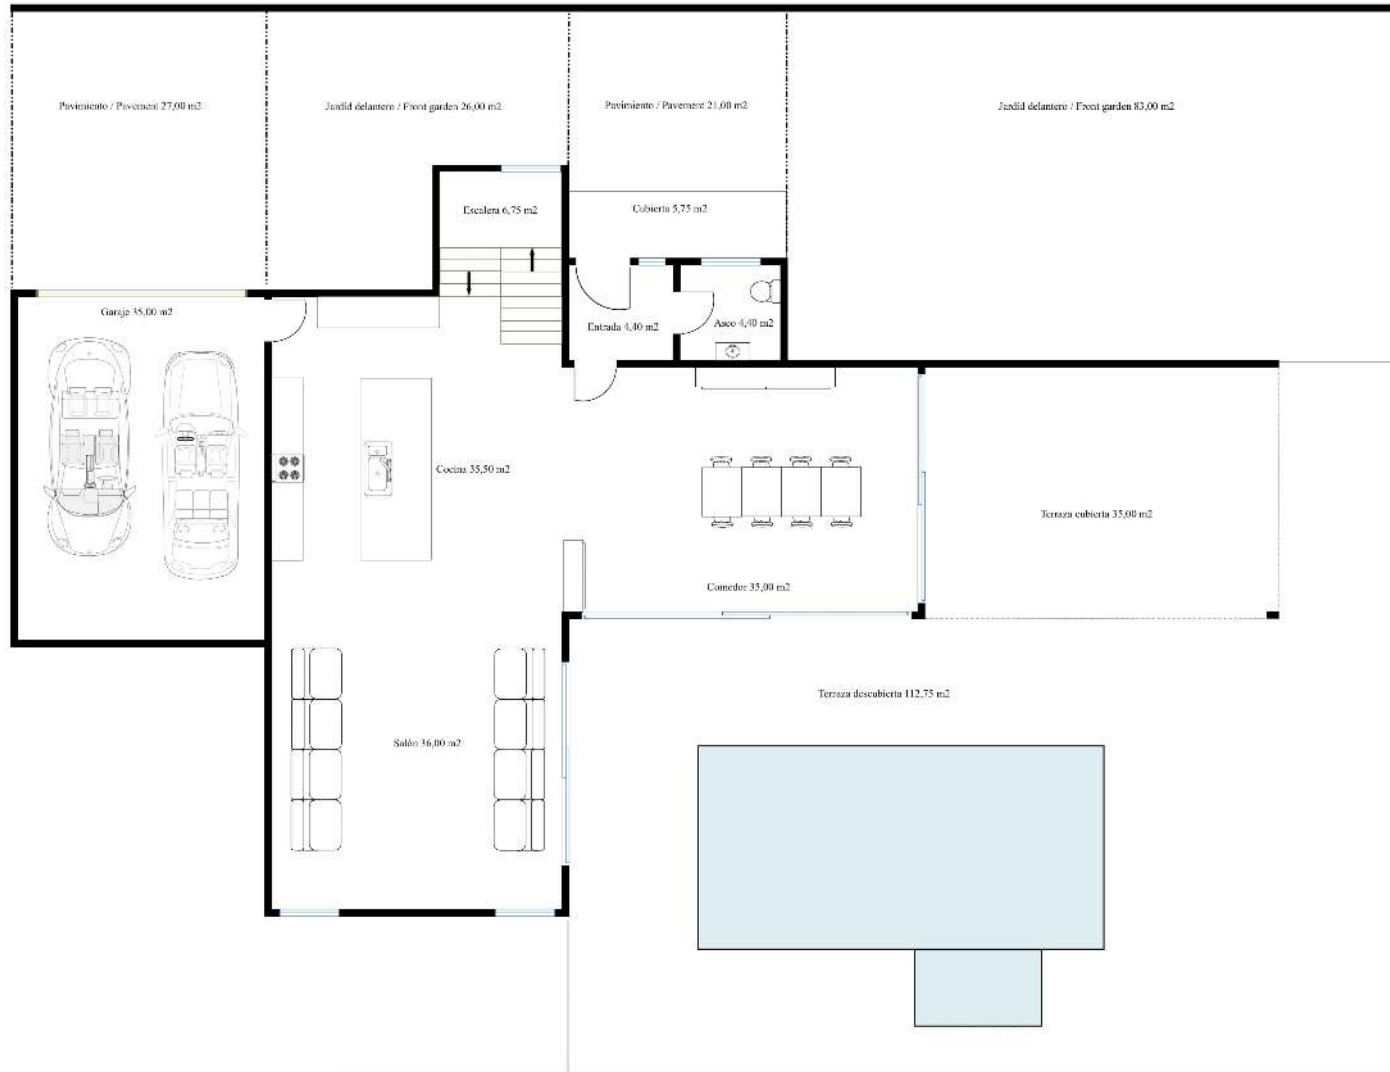 Pavimiento / Pavement 27,00 m2
Jardíd delantero / Front garden 26,00 m2
Pavimiento / Pavement 21,00 m2
Jardíd delantero / Front garden 83,00 m2
Escalera 6,75 m2
Cubierta 5,75 m2
Garaje 35,00 m2
Entrada 4,40 m2
Aseo 4,40 m2
Cocina 35,50 m2
Terraza cubierta 35,00 m2
Comedor 35,00 m2
Terraza descubierta 112,75 m2
Salón 36,00 m2